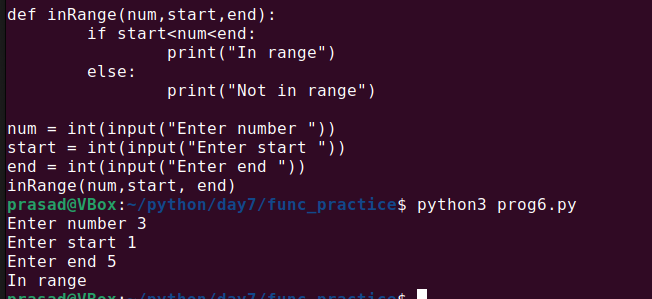 def inRange(num,start,end):
        if start<num<end:
                print("In range")
        else:
                print("Not in range")

num = int(input("Enter number "))
start = int(input("Enter start "))
end = int(input("Enter end "))
inRange(num,start, end)
prasad@VBox:~/python/day7/func_practice$ python3 prog6.py
Enter number 3
Enter start 1
Enter end 5
In range
prasad@VBox:~/python/day7/func_practice$